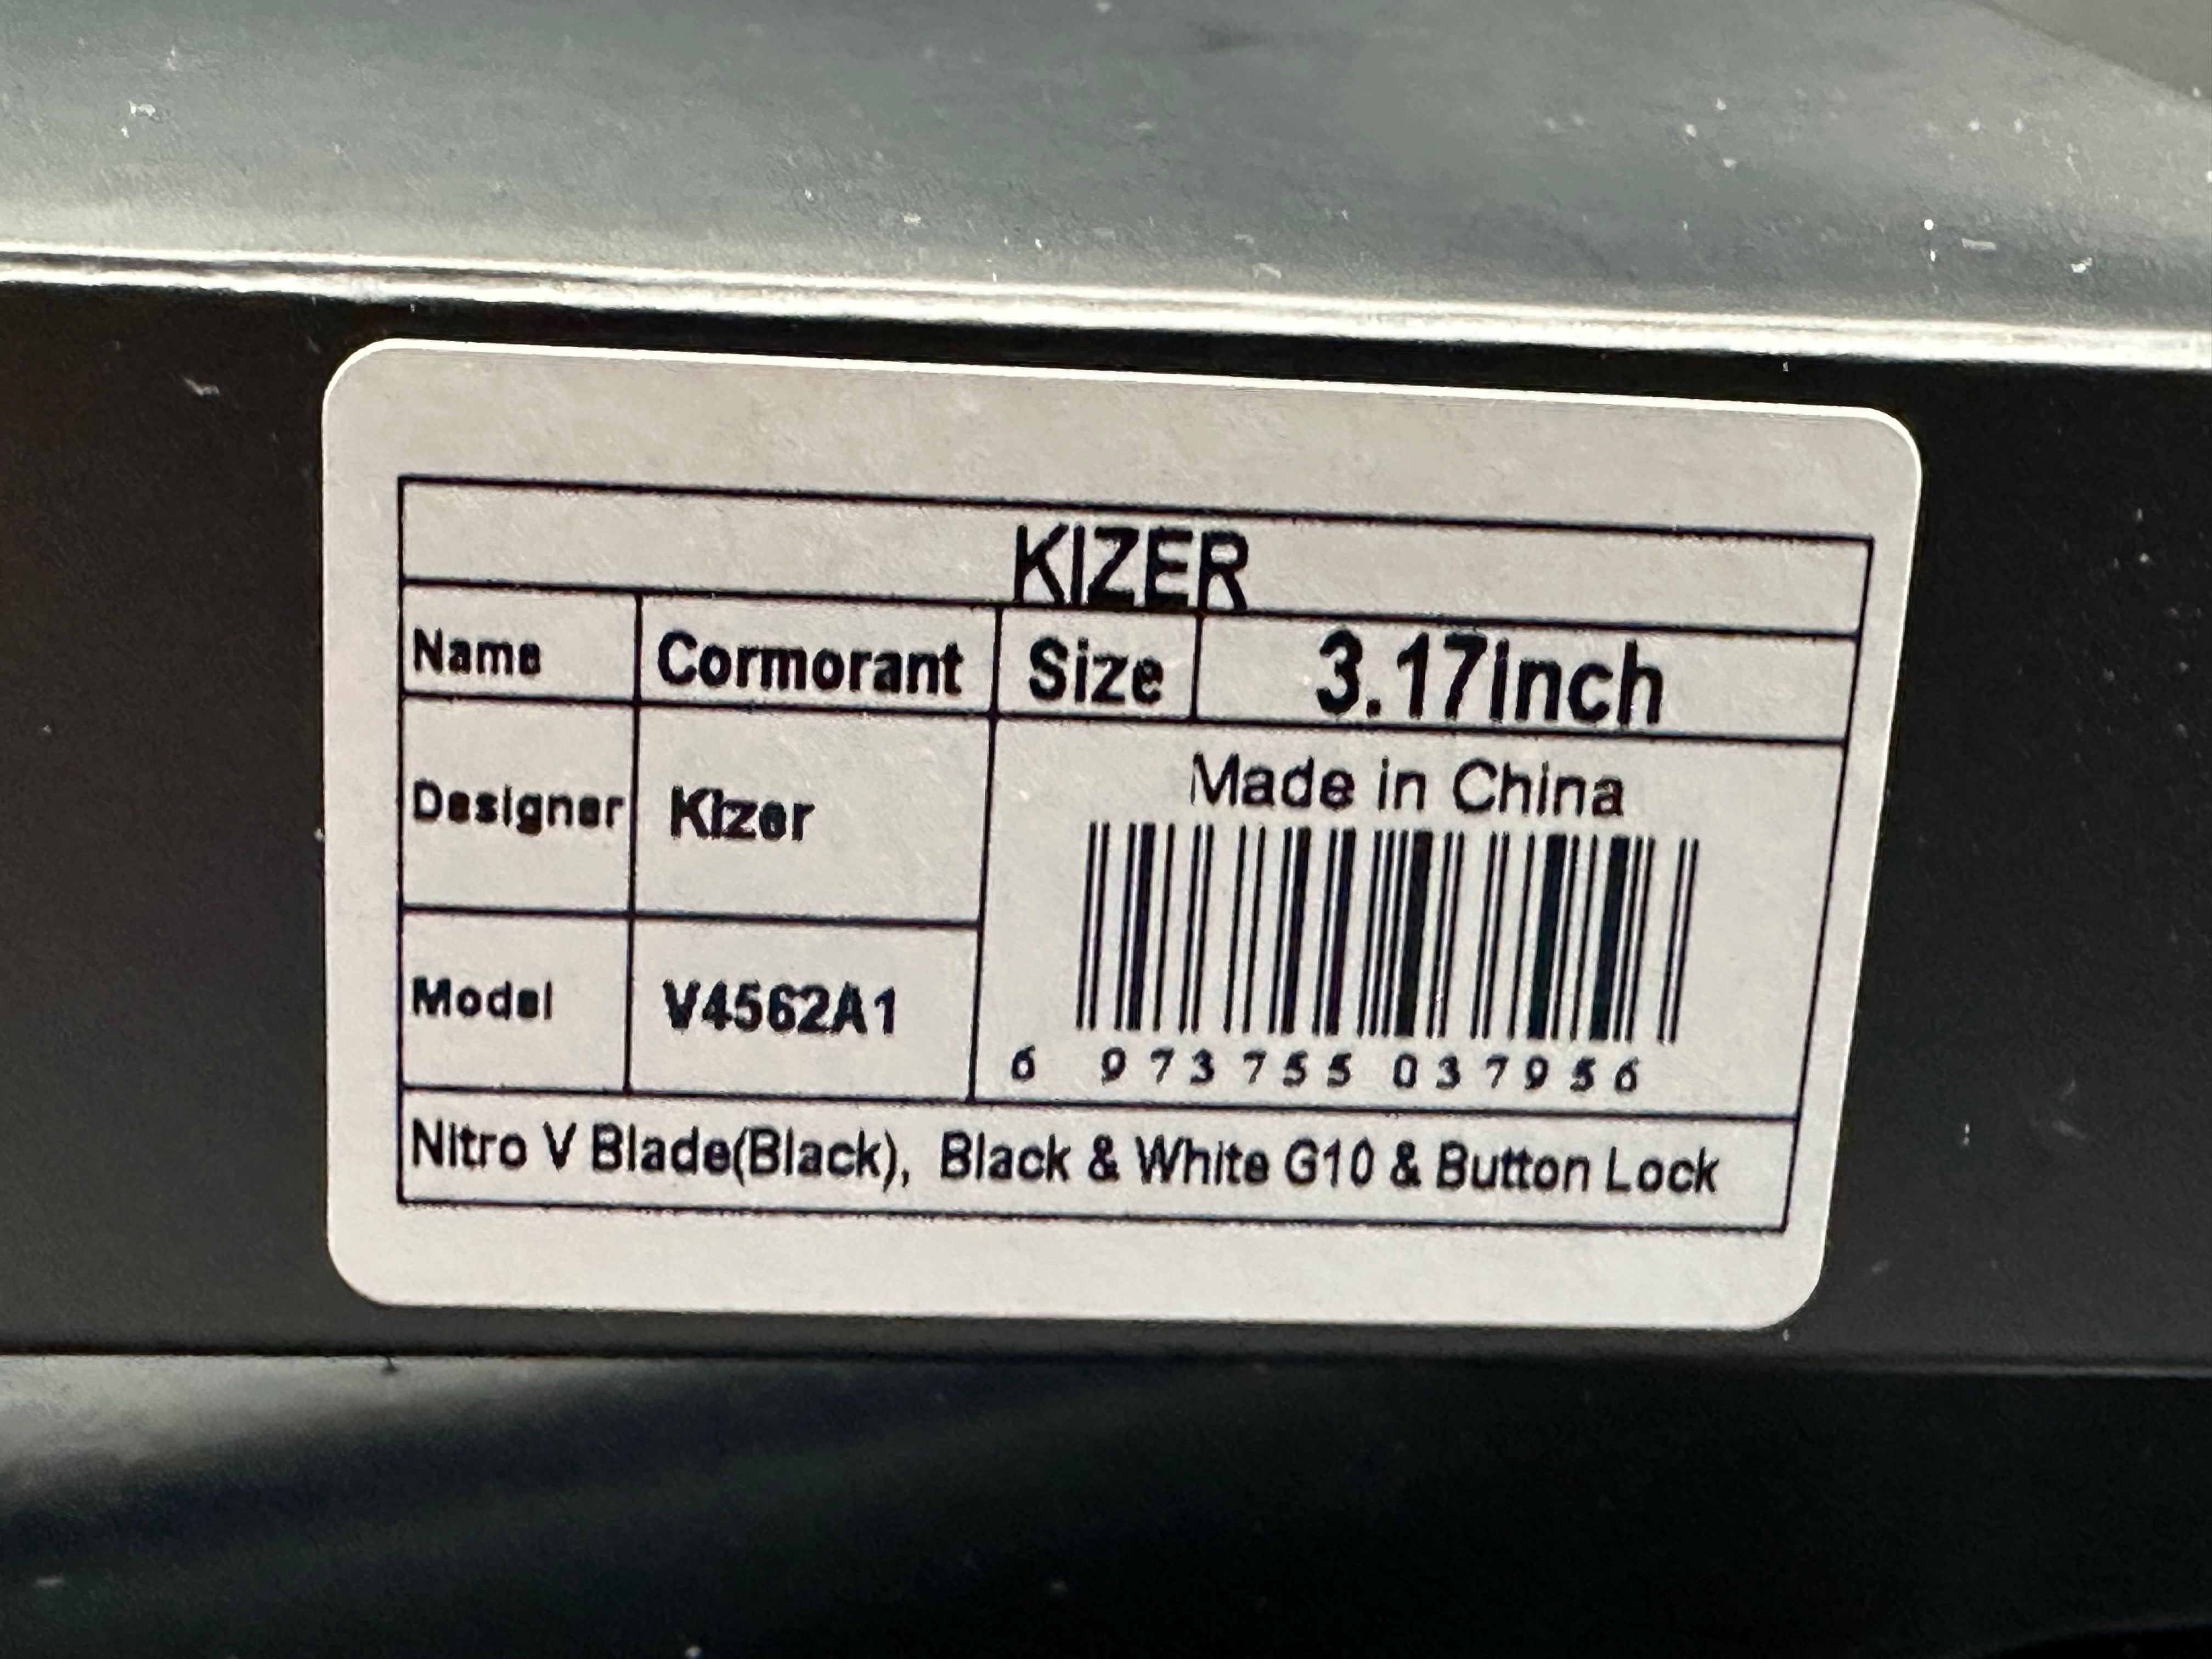 KIZER
Name Cormorant Size 3.17inch
Designer Kizer
Made in China
Model V4562A1
6 973755 037956
Nitro V Blade(Black), Black & White G10 & Button Lock